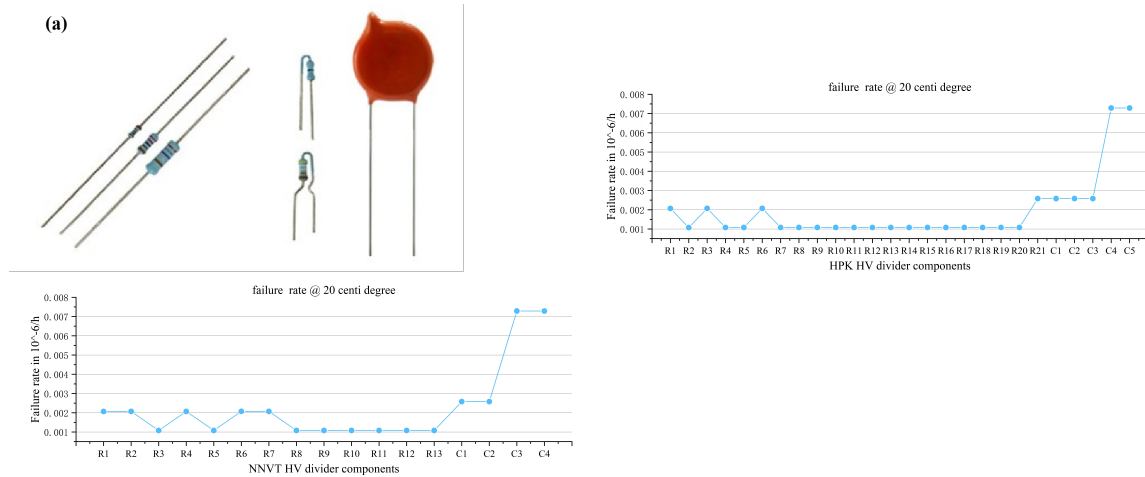 (a)
failure rate @ 20 centi degree
0.008
0.007
0.006
0.005
0.004
0.003
0.002
0.001
Failure rate in 10^-6/h
R1 R2 R3 R4 R5 R6 R7 R8 R9 R10 R11 R12 R13 R14 R15 R16 R17 R18 R19 R20 R21 C1 C2 C3 C4 C5
HPK HV divider components
failure rate @ 20 centi degree
0.008
0.007
0.006
0.005
0.004
0.003
0.002
0.001
Failure rate in 10^-6/h
R1 R2 R3 R4 R5 R6 R7 R8 R9 R10 R11 R12 R13 C1 C2 C3 C4
NNVT HV divider components